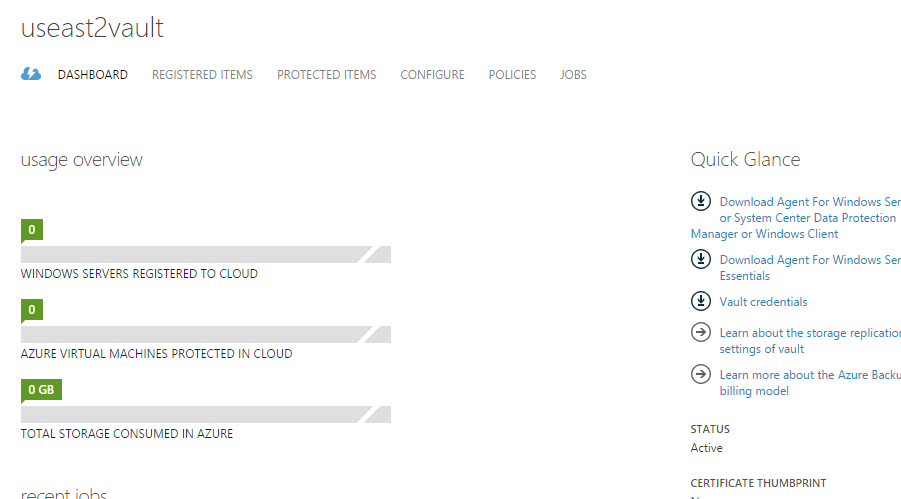 useast2vault
DASHBOARD REGISTERED ITEMS PROTECTED ITEMS CONFIGURE POLICIES JOBS
usage overview
0
WINDOWS SERVERS REGISTERED TO CLOUD
0
AZURE VIRTUAL MACHINES PROTECTED IN CLOUD
0 GB
TOTAL STORAGE CONSUMED IN AZURE
recent jobs
Quick Glance
Download Agent For Windows Ser
or System Center Data Protection
Manager or Windows Client
Download Agent For Windows Ser
Essentials
Vault credentials
Learn about the storage replication
settings of vault
Learn more about the Azure Backu
billing model
STATUS
Active
CERTIFICATE THUMBPRINT